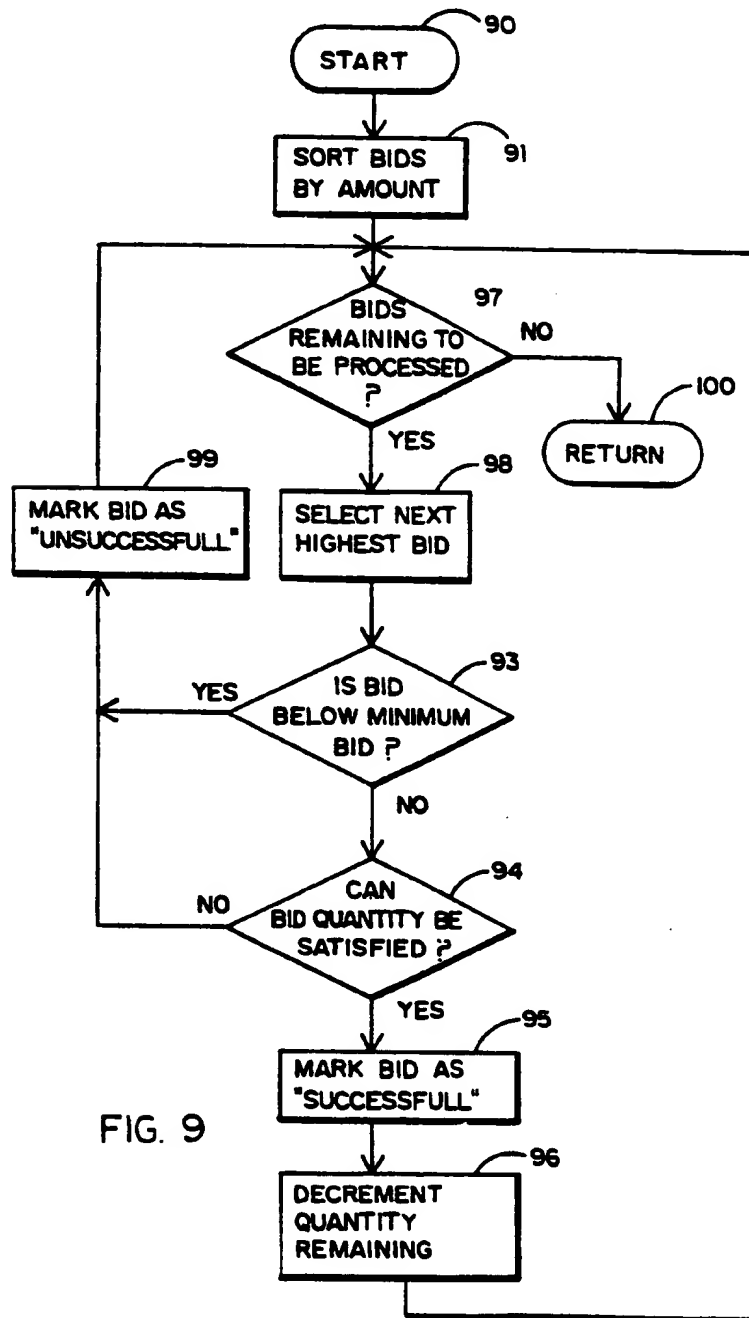 90
START
91
SORT BIDS
BY AMOUNT
97
BIDS
REMAINING TO
BE PROCESSED
?
NO
100
RETURN
YES
99
MARK BID AS
"UNSUCCESSFULL"
98
SELECT NEXT
HIGHEST BID
93
YES
IS BID
BELOW MINIMUM
BID ?
NO
94
NO
CAN
BID QUANTITY BE
SATISFIED ?
YES
95
MARK BID AS
"SUCCESSFULL"
FIG. 9
96
DECREMENT
QUANTITY
REMAINING